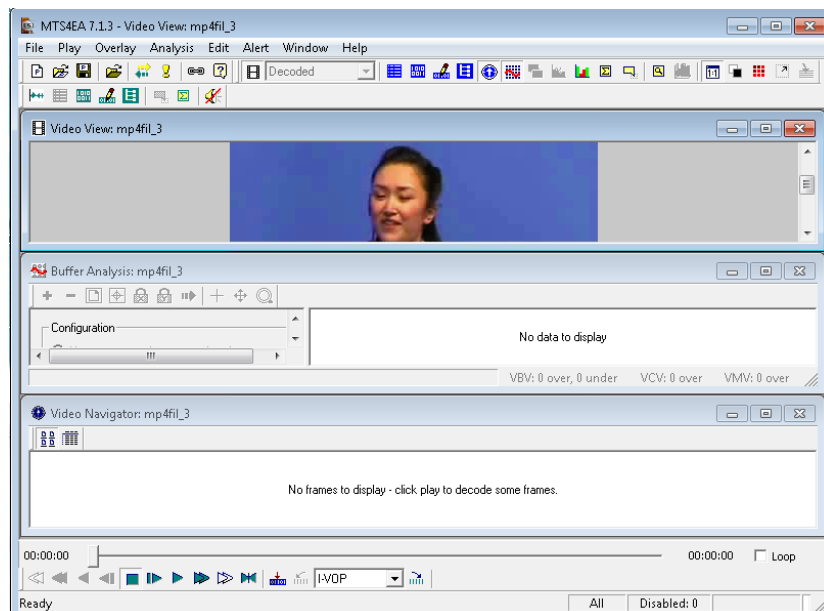 MTS4EA 7.1.3 - Video View: mp4fil_3
File Play Overlay Analysis Edit Alert Window Help
Decoded
Video View: mp4fil_3
Buffer Analysis: mp4fil_3
Configuration
No data to display
VBV: 0 over, 0 under VCV: 0 over VMV: 0 over
Video Navigator: mp4fil_3
No frames to display - click play to decode some frames.
00:00:00 00:00:00 Loop
I-VOP
Ready All Disabled: 0